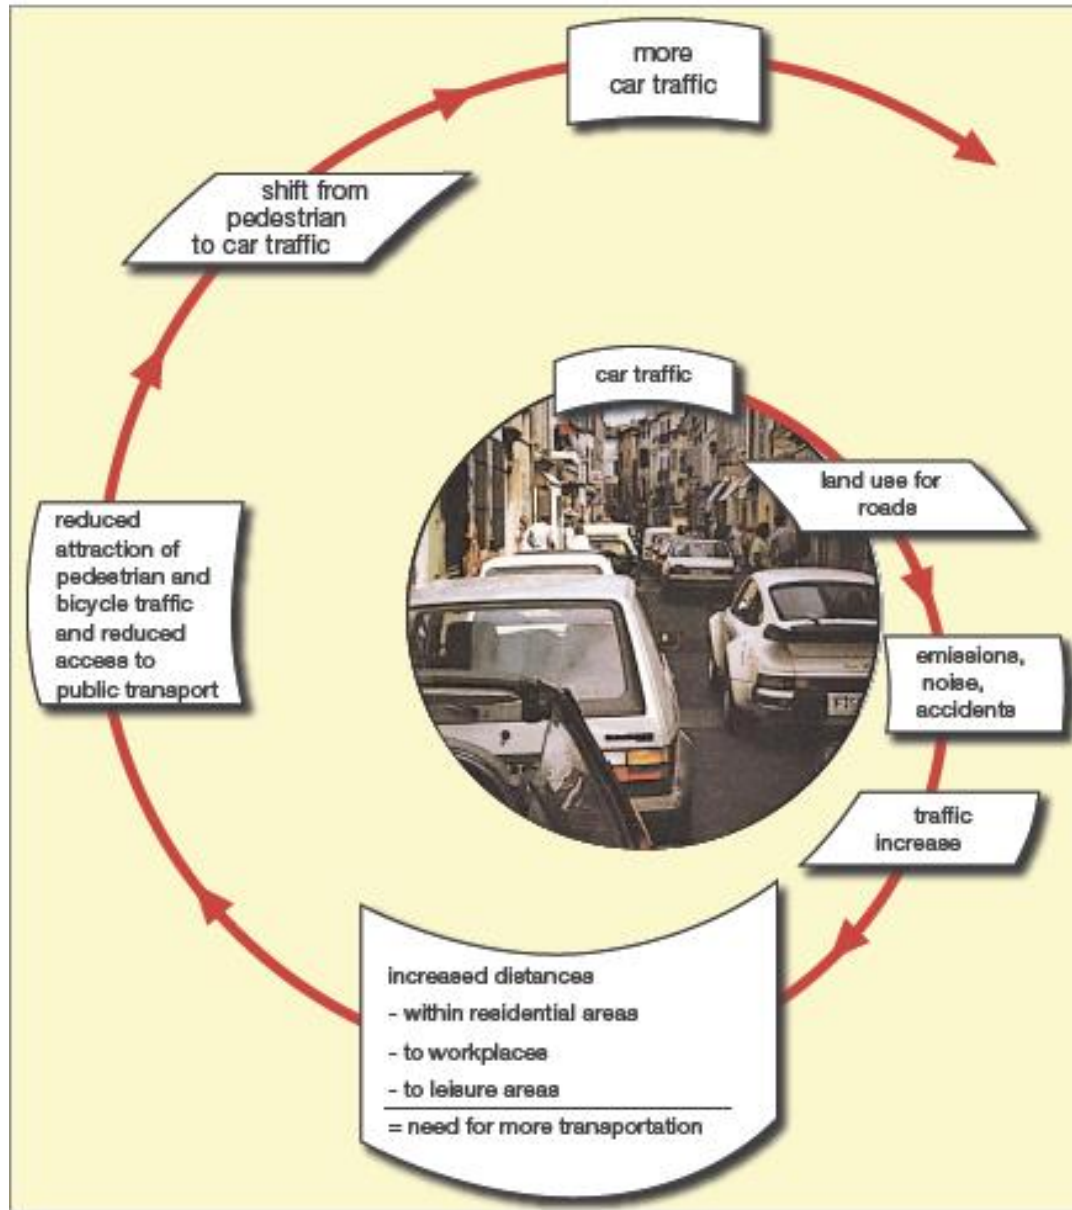 more
car traffic
shift from
pedestrian
to car traffic
car traffic
land use for
roads
emissions,
noise,
accidents
traffic
increase
increased distances
- within residential areas
- to workplaces
- to leisure areas
= need for more transportation
reduced
attraction of
pedestrian and
bicycle traffic
and reduced
access to
public transport